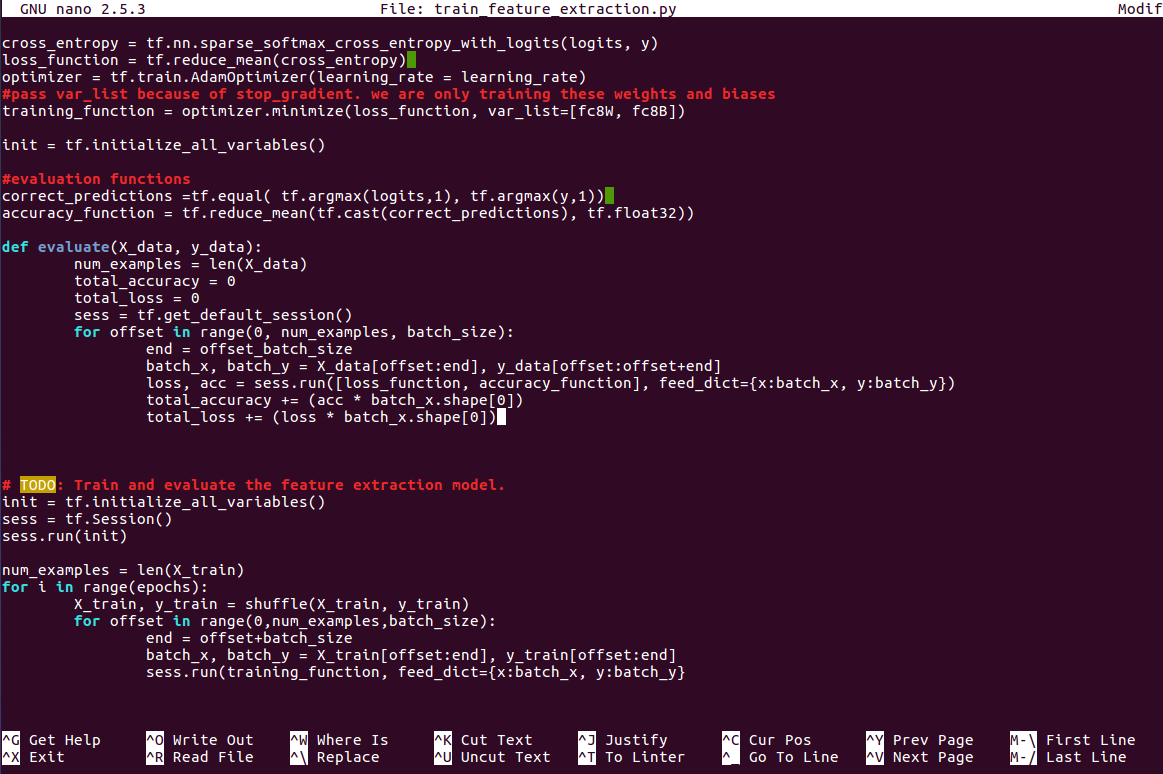 GNU nano 2.5.3 File: train_feature_extraction.py Modif
cross_entropy = tf.nn.sparse_softmax_cross_entropy_with_logits(logits, y)
loss_function = tf.reduce_mean(cross_entropy)
optimizer = tf.train.AdamOptimizer(learning_rate = learning_rate)
#pass var_list because of stop_gradient. we are only training these weights and biases
training_function = optimizer.minimize(loss_function, var_list=[fc8W, fc8B])
init = tf.initialize_all_variables()
#evaluation functions
correct_predictions =tf.equal( tf.argmax(logits,1), tf.argmax(y,1))
accuracy_function = tf.reduce_mean(tf.cast(correct_predictions), tf.float32))
def evaluate(X_data, y_data):
        num_examples = len(X_data)
        total_accuracy = 0
        total_loss = 0
        sess = tf.get_default_session()
        for offset in range(0, num_examples, batch_size):
                end = offset_batch_size
                batch_x, batch_y = X_data[offset:end], y_data[offset:offset+end]
                loss, acc = sess.run([loss_function, accuracy_function], feed_dict={x:batch_x, y:batch_y})
                total_accuracy += (acc * batch_x.shape[0])
                total_loss += (loss * batch_x.shape[0])
# TODO: Train and evaluate the feature extraction model.
init = tf.initialize_all_variables()
sess = tf.Session()
sess.run(init)
num_examples = len(X_train)
for i in range(epochs):
        X_train, y_train = shuffle(X_train, y_train)
        for offset in range(0,num_examples,batch_size):
                end = offset+batch_size
                batch_x, batch_y = X_train[offset:end], y_train[offset:end]
                sess.run(training_function, feed_dict={x:batch_x, y:batch_y}
^G Get Help ^O Write Out ^W Where Is ^K Cut Text ^J Justify ^C Cur Pos ^Y Prev Page M-\ First Line
^X Exit ^R Read File ^\ Replace ^U Uncut Text ^T To Linter ^_ Go To Line ^V Next Page M-/ Last Line